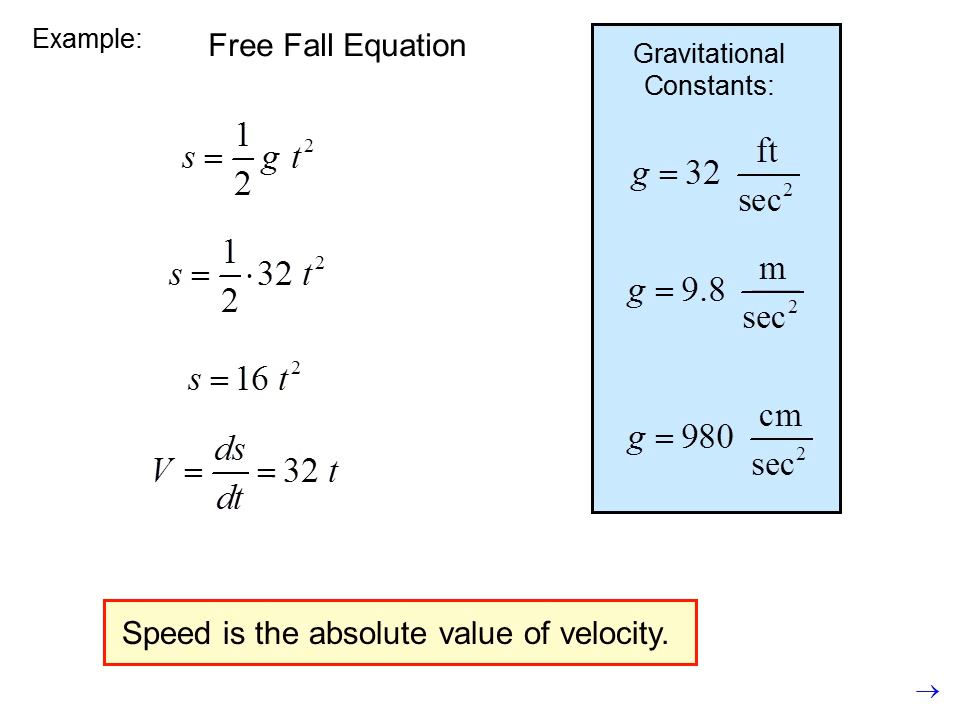 Example:
Free Fall Equation
s = 1/2 g t²
s = 1/2 · 32 t²
s = 16 t²
V = ds/dt = 32 t
Gravitational
Constants:
g = 32 ft/sec²
g = 9.8 m/sec²
g = 980 cm/sec²
Speed is the absolute value of velocity.
→